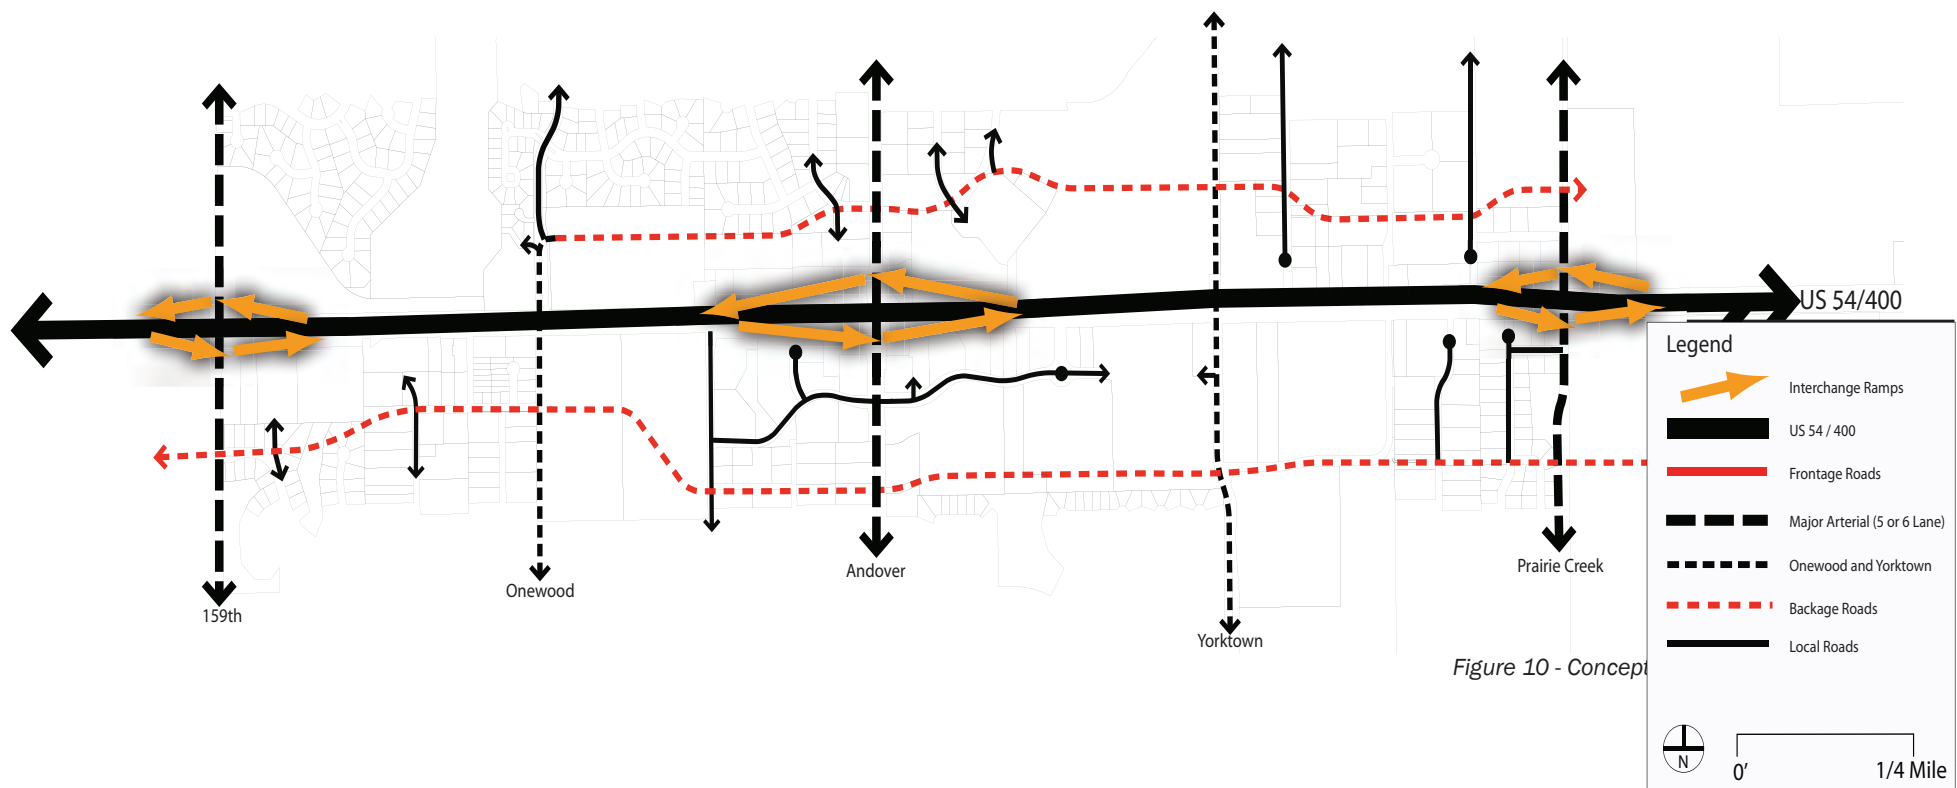 US 54/400
Legend
Interchange Ramps
US 54 / 400
Frontage Roads
Major Arterial (5 or 6 Lane)
Onewood and Yorktown
Backage Roads
Local Roads
N
0'
1/4 Mile
Prairie Creek
Andover
Onewood
159th
Yorktown
Figure 10 - Concept